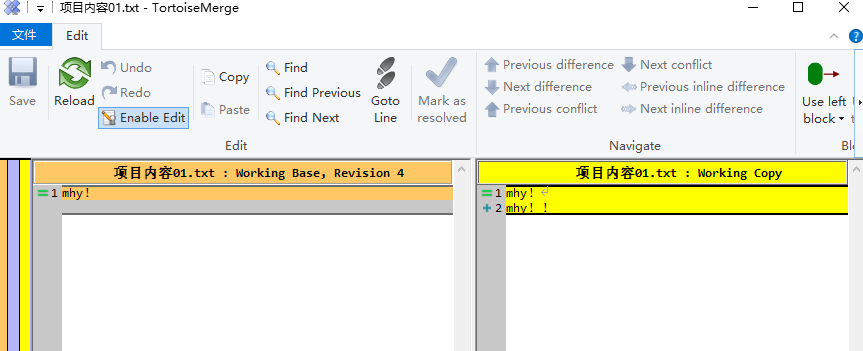 项目内容01.txt - TortoiseMerge
文件 Edit
Save
Reload
Undo
Redo
Enable Edit
Copy
Paste
Find
Find Previous
Find Next
Goto Line
Mark as resolved
Edit
Previous difference
Next difference
Previous conflict
Next conflict
Previous inline difference
Next inline difference
Navigate
Use left block
项目内容01.txt : Working Base, Revision 4
1 mhy!
项目内容01.txt : Working Copy
1 mhy!
2 mhy!!